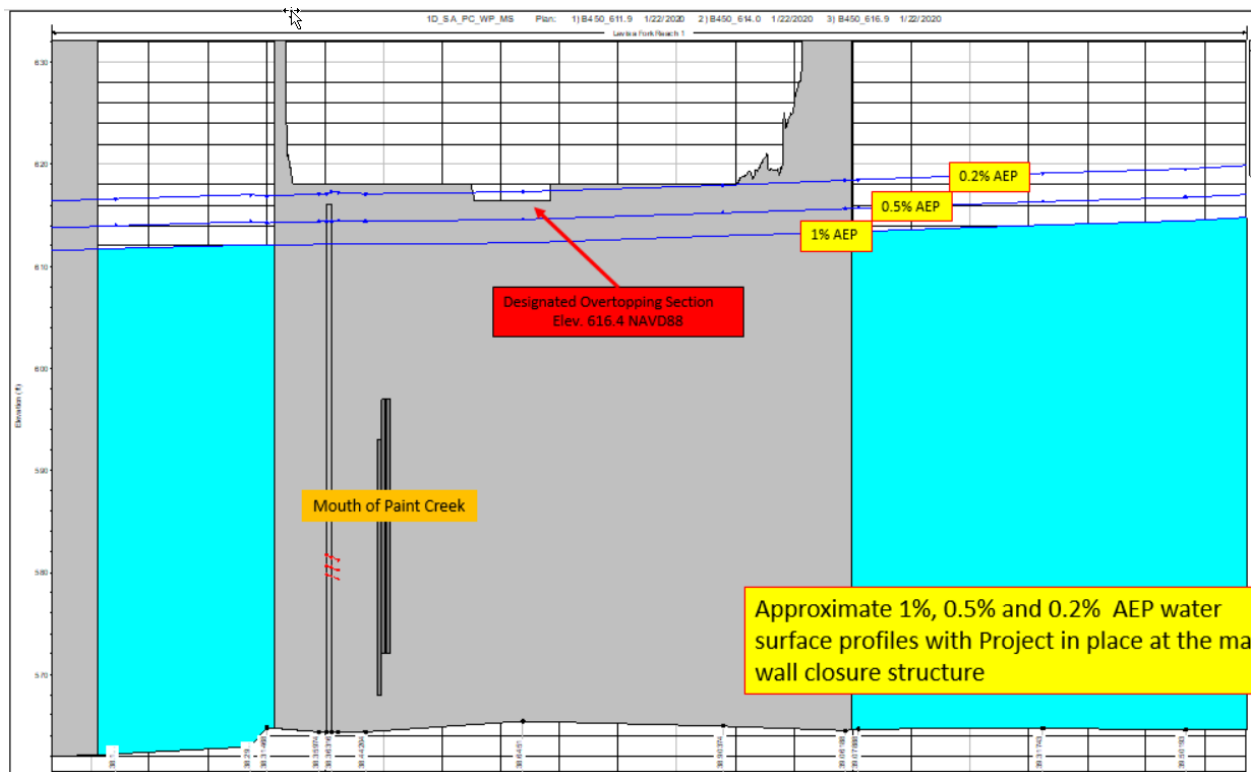 1D_SA_PC_WP_MS Plan: 1) B450_611.9 1/22/2020 2) B450_614.0 1/22/2020 3) B450_616.9 1/22/2020
Levisa Fork Reach 1
630
620
0.2% AEP
0.5% AEP
1% AEP
610
Designated Overtopping Section
Elev. 616.4 NAVD88
600
Elevation (ft)
590
Mouth of Paint Creek
580
Approximate 1%, 0.5% and 0.2% AEP water
surface profiles with Project in place at the ma
wall closure structure
570